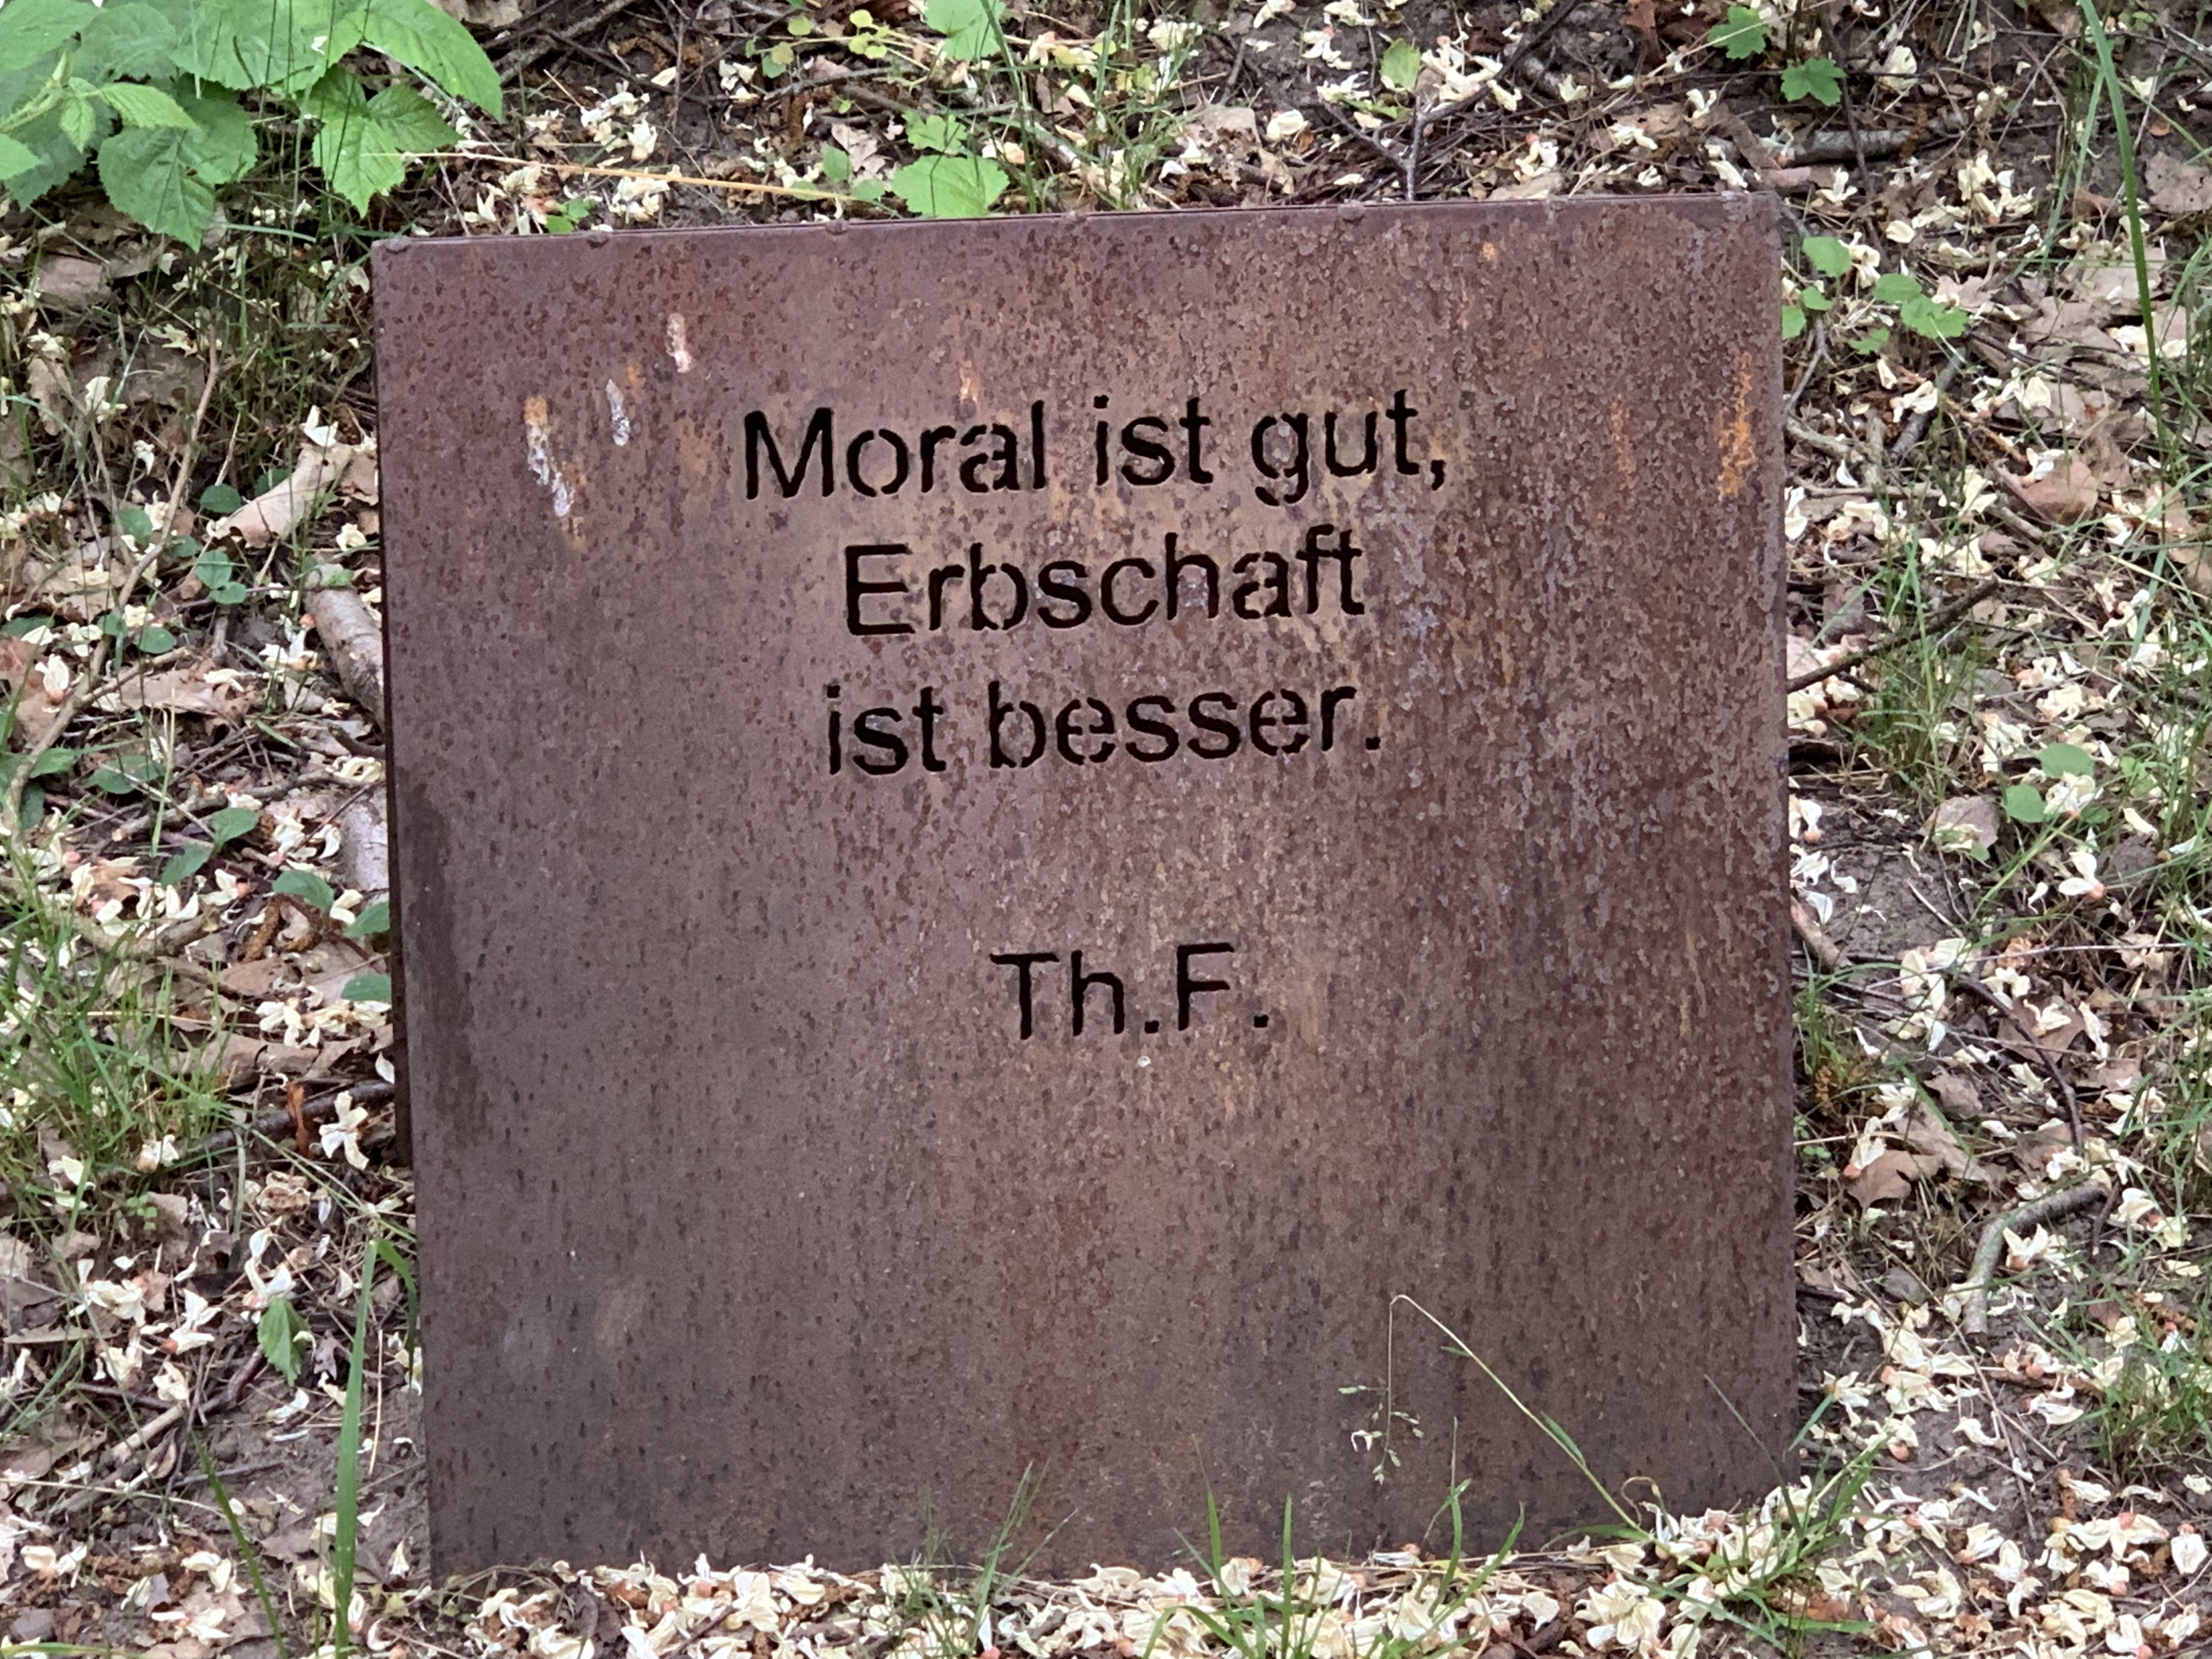 Moral ist gut,
Erbschaft
ist besser.
Th.F.